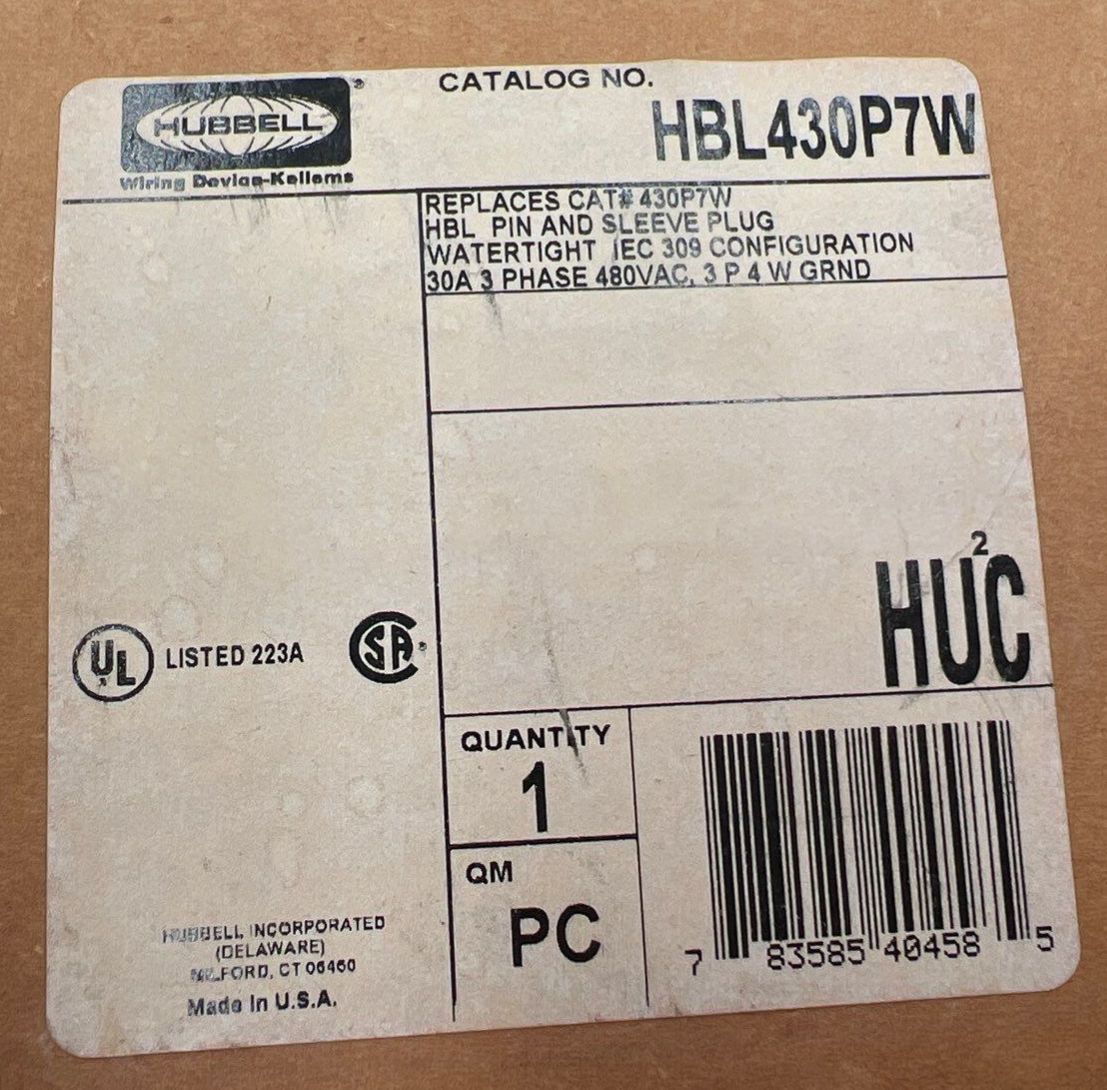 CATALOG NO.
HUBBELL®
Wiring Device-Kellems
HBL430P7W
REPLACES CAT# 430P7W
HBL PIN AND SLEEVE PLUG
WATERTIGHT IEC 309 CONFIGURATION
30A 3 PHASE 480VAC, 3 P 4 W GRND
HU²C
UL LISTED 223A
SA®
QUANTITY
1
QM
PC
7 83585 40458 5
HUBBELL INCORPORATED
(DELAWARE)
MILFORD, CT 06460
Made in U.S.A.